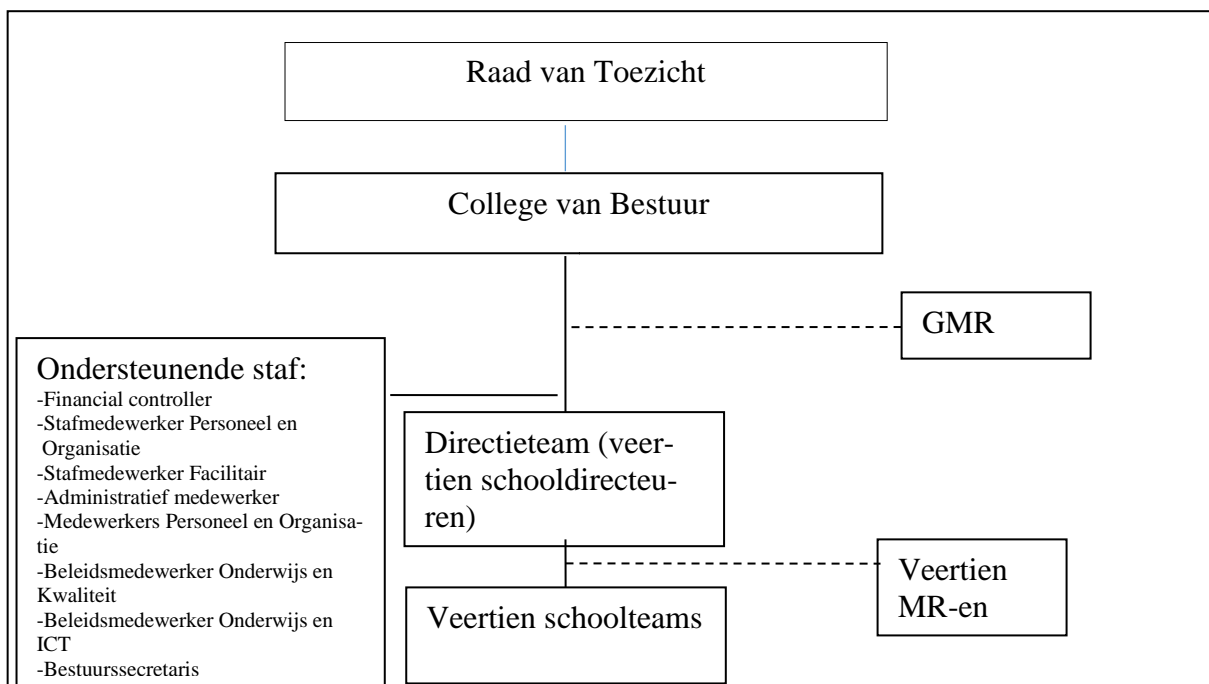 Raad van Toezicht
College van Bestuur
GMR
Ondersteunende staf:
-Financial controller
-Stafmedewerker Personeel en
Organisatie
-Stafmedewerker Facilitair
-Administratief medewerker
-Medewerkers Personeel en Organisa-
tie
-Beleidsmedewerker Onderwijs en
Kwaliteit
-Beleidsmedewerker Onderwijs en
ICT
-Bestuurssecretaris
Directieteam (veer-
tien schooldirecteu-
ren)
Veertien
MR-en
Veertien schoolteams